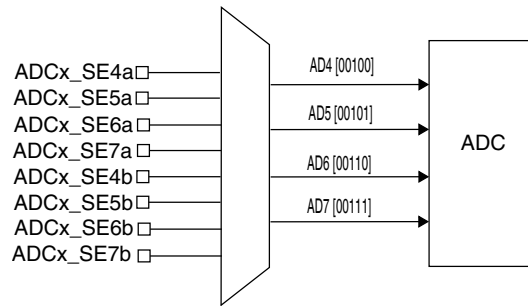 ADCx_SE4a
ADCx_SE5a
ADCx_SE6a
ADCx_SE7a
ADCx_SE4b
ADCx_SE5b
ADCx_SE6b
ADCx_SE7b
AD4 [00100]
AD5 [00101]
AD6 [00110]
AD7 [00111]
ADC